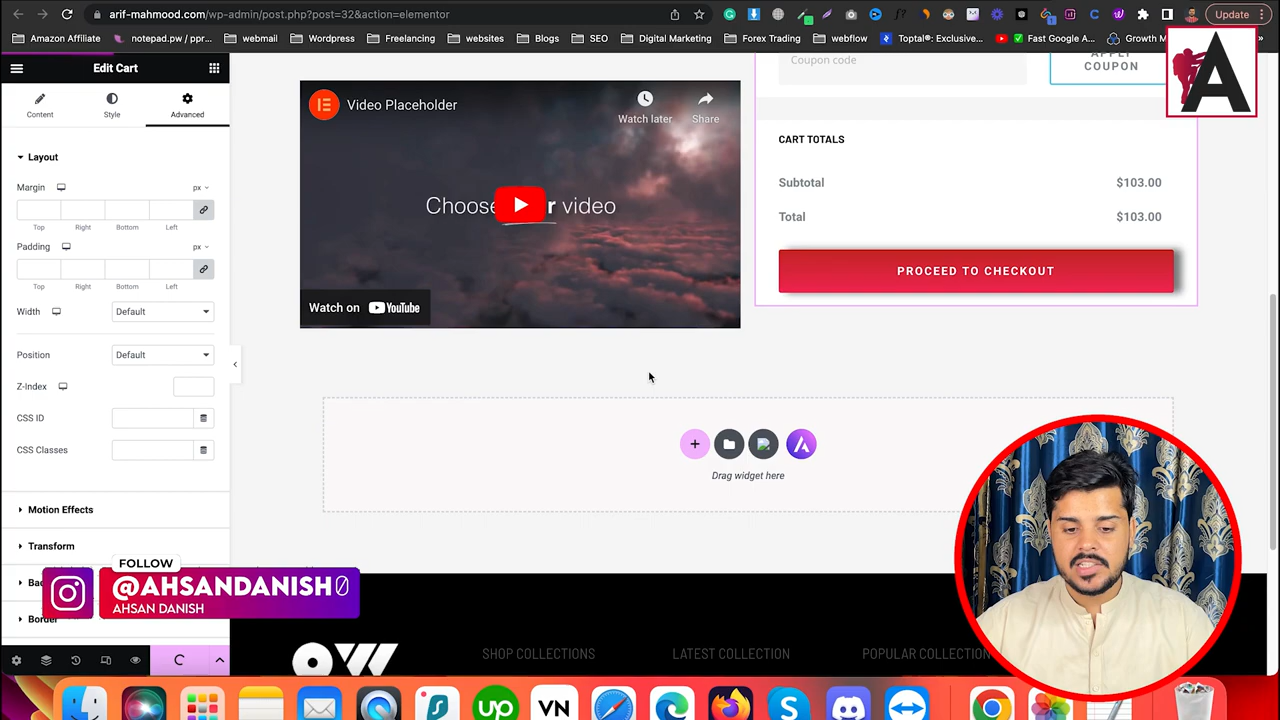 arif-mahmood.com/wp-admin/post.php?post=32&action=elementor
Update
Amazon Affiliate
notepad.pw / ppr...
webmail
Wordpress
Freelancing
websites
Blogs
SEO
Digital Marketing
Forex Trading
webflow
Toptal®: Exclusive...
Fast Google A...
Growth M
Edit Cart
Content
Style
Advanced
Layout
Margin
px
Top
Right
Bottom
Left
Padding
px
Top
Right
Bottom
Left
Width
Default
Position
Default
Z-Index
CSS ID
CSS Classes
Motion Effects
Transform
Border
Video Placeholder
Watch later
Share
video
Watch on YouTube
Coupon code
APPLY
COUPON
A
CART TOTALS
Subtotal
$103.00
Total
$103.00
PROCEED TO CHECKOUT
Drag widget here
FOLLOW
@AHSANDANISH0
AHSAN DANISH
SHOP COLLECTIONS
LATEST COLLECTION
POPULAR COLLECTION
up
VN